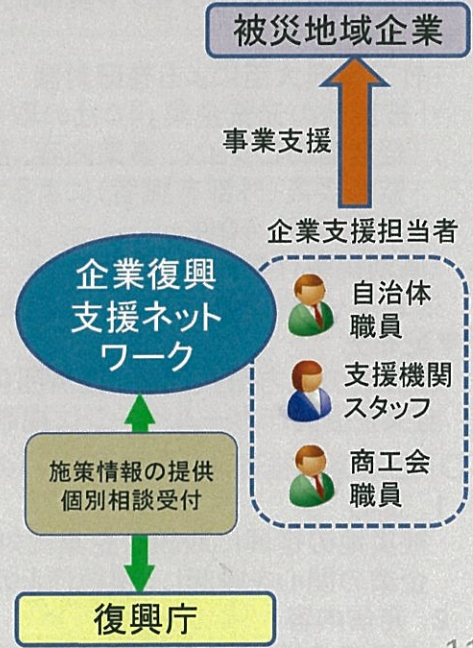 被災地域企業
事業支援
企業支援担当者
企業復興
支援ネット
ワーク
自治体
職員
支援機関
スタッフ
商工会
職員
施策情報の提供
個別相談受付
復興庁